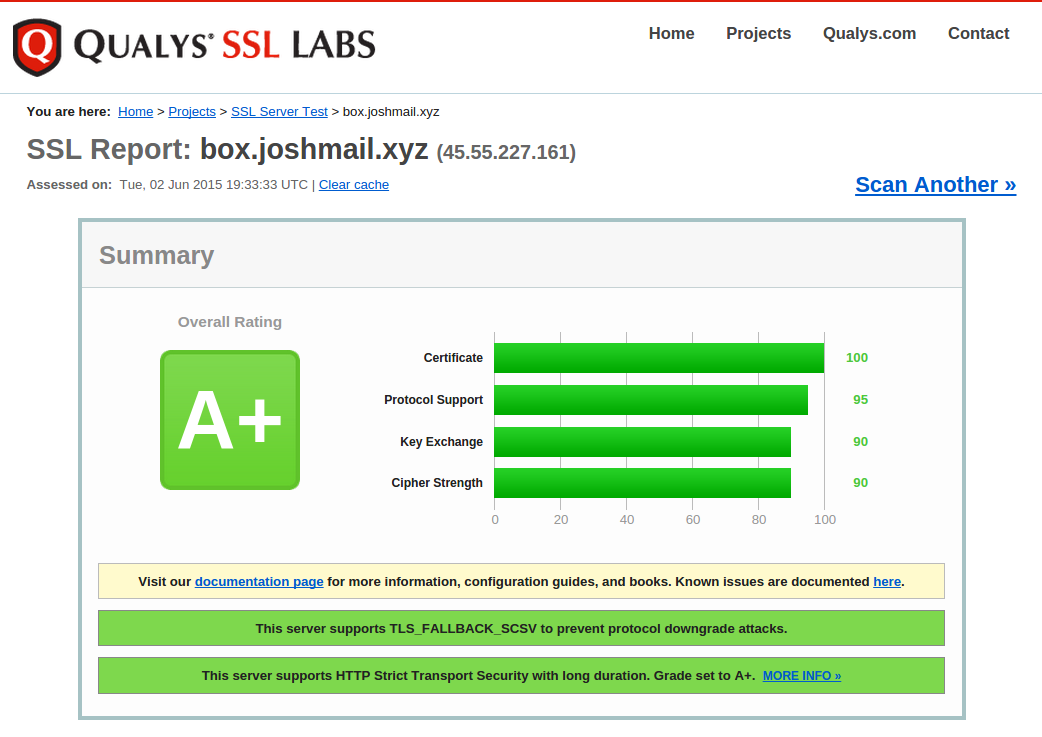 Q QUALYS® SSL LABS
Home Projects Qualys.com Contact
You are here: Home > Projects > SSL Server Test > box.joshmail.xyz
SSL Report: box.joshmail.xyz (45.55.227.161)
Assessed on: Tue, 02 Jun 2015 19:33:33 UTC | Clear cache
Scan Another »
Summary
Overall Rating
A+
Certificate 100
Protocol Support 95
Key Exchange 90
Cipher Strength 90
0 20 40 60 80 100
Visit our documentation page for more information, configuration guides, and books. Known issues are documented here.
This server supports TLS_FALLBACK_SCSV to prevent protocol downgrade attacks.
This server supports HTTP Strict Transport Security with long duration. Grade set to A+. MORE INFO »